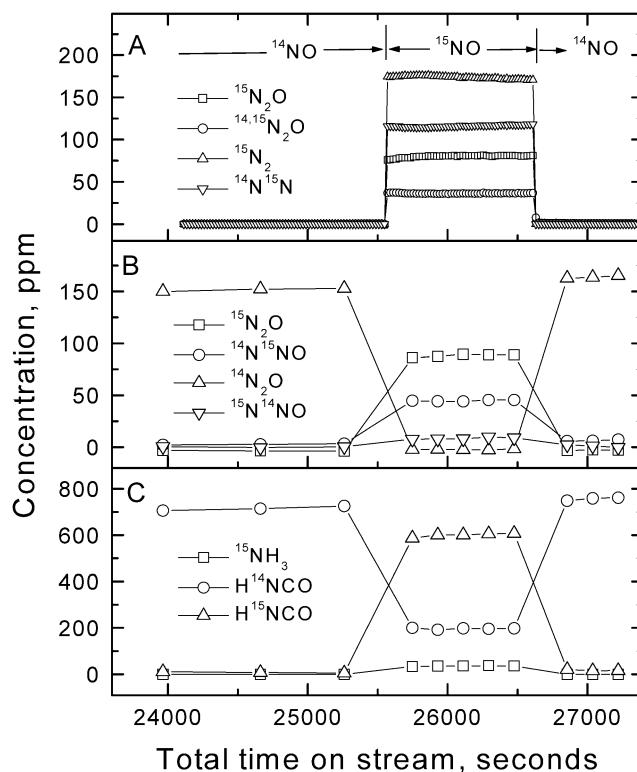 A
¹⁴NO
¹⁵NO
¹⁴NO
200
150
100
50
0
¹⁵N₂O
¹⁴,¹⁵N₂O
¹⁵N₂
¹⁴N¹⁵N
B
150
100
50
0
¹⁵N₂O
¹⁴N¹⁵NO
¹⁴N₂O
¹⁵N¹⁴NO
C
800
600
400
200
0
¹⁵NH₃
H¹⁴NCO
H¹⁵NCO
Concentration, ppm
24000 25000 26000 27000
Total time on stream, seconds